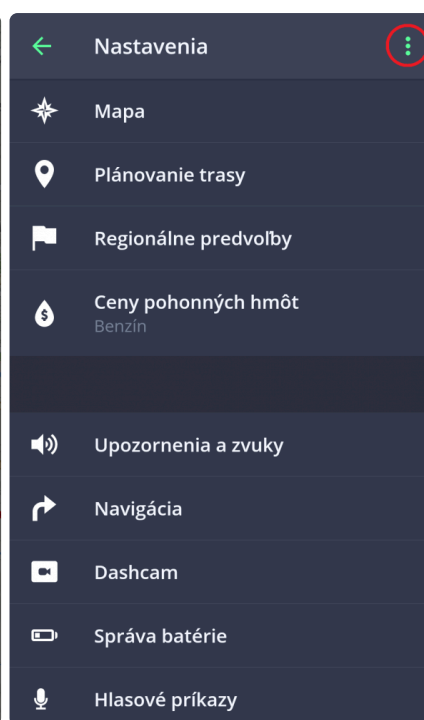 Nastavenia
Mapa
Plánovanie trasy
Regionálne predvoľby
Ceny pohonných hmôt
Benzín
Upozornenia a zvuky
Navigácia
Dashcam
Správa batérie
Hlasové príkazy